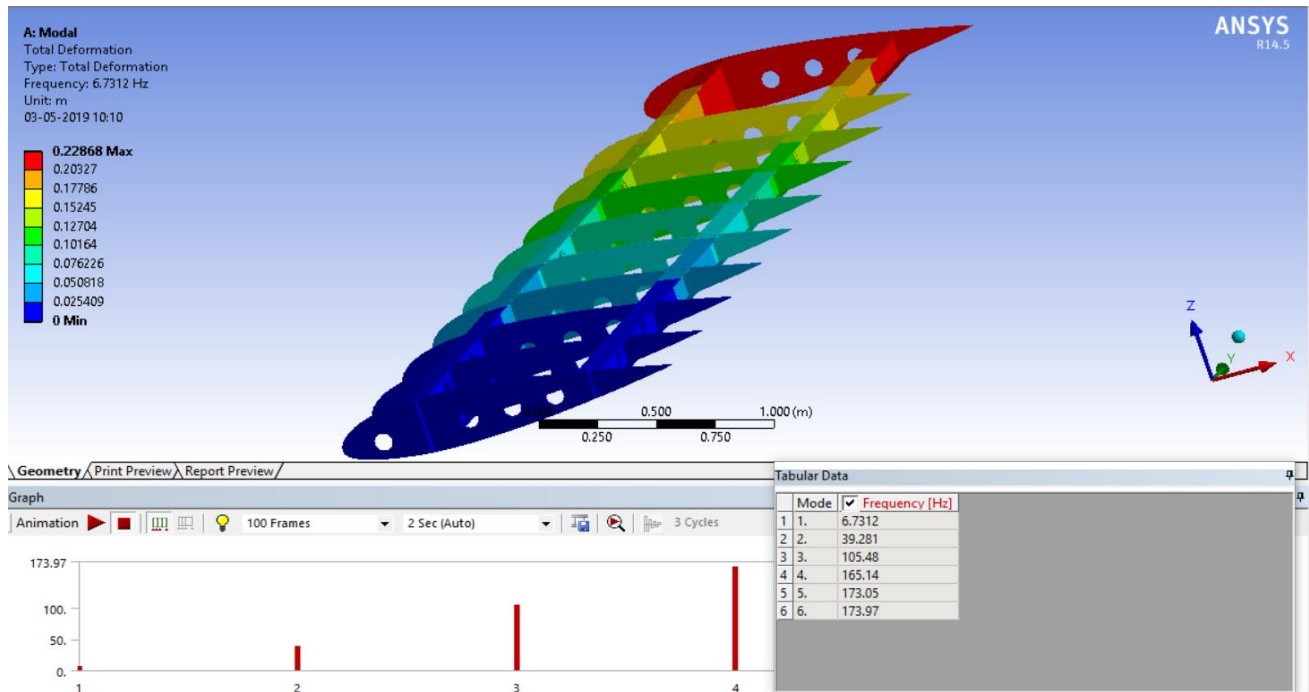 A: Modal
Total Deformation
Type: Total Deformation
Frequency: 6.7312 Hz
Unit: m
03-05-2019 10:10
0.22868 Max
0.20327
0.17786
0.15245
0.12704
0.10164
0.076226
0.050818
0.025409
0 Min
ANSYS
R14.5
Z
Y
X
0.500
1.000 (m)
0.250
0.750
Geometry Print Preview Report Preview
Graph
Animation 100 Frames 2 Sec (Auto) 3 Cycles
173.97
100.
50.
0.
1 2 3 4
Tabular Data
Mode Frequency [Hz]
1 1. 6.7312
2 2. 39.281
3 3. 105.48
4 4. 165.14
5 5. 173.05
6 6. 173.97